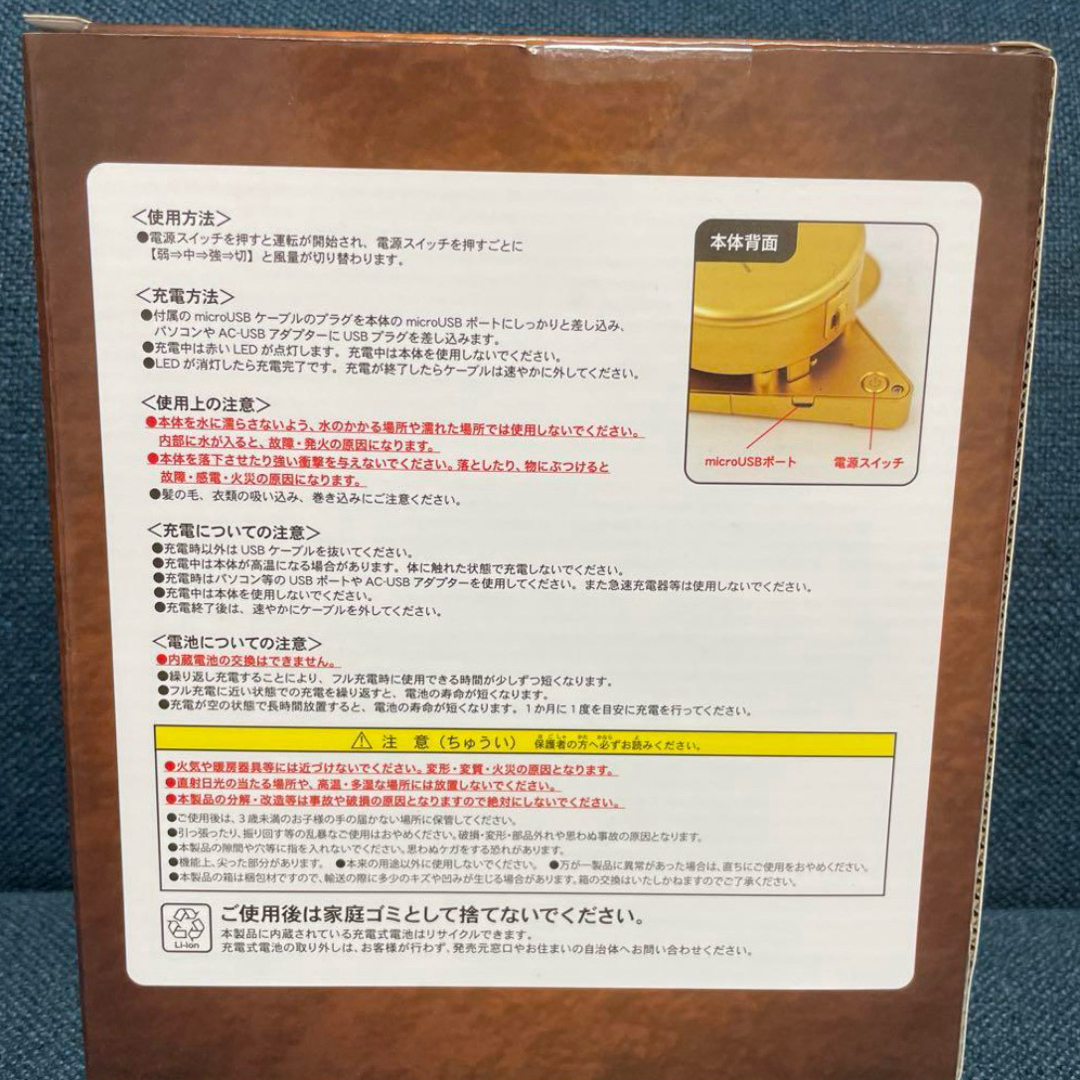 <使用方法>
●電源スイッチを押すと運転が開始され、電源スイッチを押すごとに
【弱⇒中⇒強⇒切】と風量が切り替わります。
<充電方法>
●付属の microUSB ケーブルのプラグを本体の microUSB ポートにしっかりと差し込み、
パソコンや AC-USB アダプターに USB プラグを差し込みます。
●充電中は赤い LED が点灯します。充電中は本体を使用しないでください。
●LED が消灯したら充電完了です。充電が終了したらケーブルは速やかに外してください。
本体背面
microUSBポート
電源スイッチ
<使用上の注意>
●本体を水に濡らさないよう、水のかかる場所や濡れた場所では使用しないでください。
内部に水が入ると、故障・発火の原因になります。
●本体を落下させたり強い衝撃を与えないでください。落としたり、物にぶつけると
故障・感電・火災の原因になります。
●髪の毛、衣類の吸い込み、巻き込みにご注意ください。
<充電についての注意>
●充電時以外は USB ケーブルを抜いてください。
●充電中は本体が高温になる場合があります。体に触れた状態で充電しないでください。
●充電時はパソコン等の USB ポートや AC-USB アダプターを使用してください。また急速充電器等は使用しないでください。
●充電中は本体を使用しないでください。
●充電終了後は、速やかにケーブルを外してください。
<電池についての注意>
●内蔵電池の交換はできません。
●繰り返し充電することにより、フル充電時に使用できる時間が少しずつ短くなります。
●フル充電に近い状態での充電を繰り返すと、電池の寿命が短くなります。
●充電が空の状態で長時間放置すると、電池の寿命が短くなります。1か月に1度を目安に充電を行ってください。
⚠ 注 意(ちゅうい) 保護者の方へ必ずお読みください。
●火気や暖房器具等には近づけないでください。変形・変質・火災の原因となります。
●直射日光の当たる場所や、高温・多湿な場所には放置しないでください。
●本製品の分解・改造等は事故や破損の原因となりますので絶対にしないでください。
●ご使用後は、3歳未満のお子様の手の届かない場所に保管してください。
●引っ張ったり、振り回す等の乱暴なご使用はおやめください。破損・変形・部品外れや思わぬ事故の原因となります。
●本製品の隙間や穴等に指を入れないでください。思わぬケガをする恐れがあります。
●機能上、尖った部分があります。 ●本来の用途以外に使用しないでください。 ●万が一製品に異常があった場合は、直ちにご使用をおやめください。
●本製品の箱は梱包材ですので、輸送の際に多少のキズや凹みが生じる場合があります。箱の交換はいたしかねますのでご了承ください。
Li-ion
ご使用後は家庭ゴミとして捨てないでください。
本製品に内蔵されている充電式電池はリサイクルできます。
充電式電池の取り外しは、お客様が行わず、発売元窓口やお住まいの自治体へお問い合わせください。